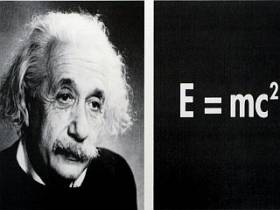 E = mc²